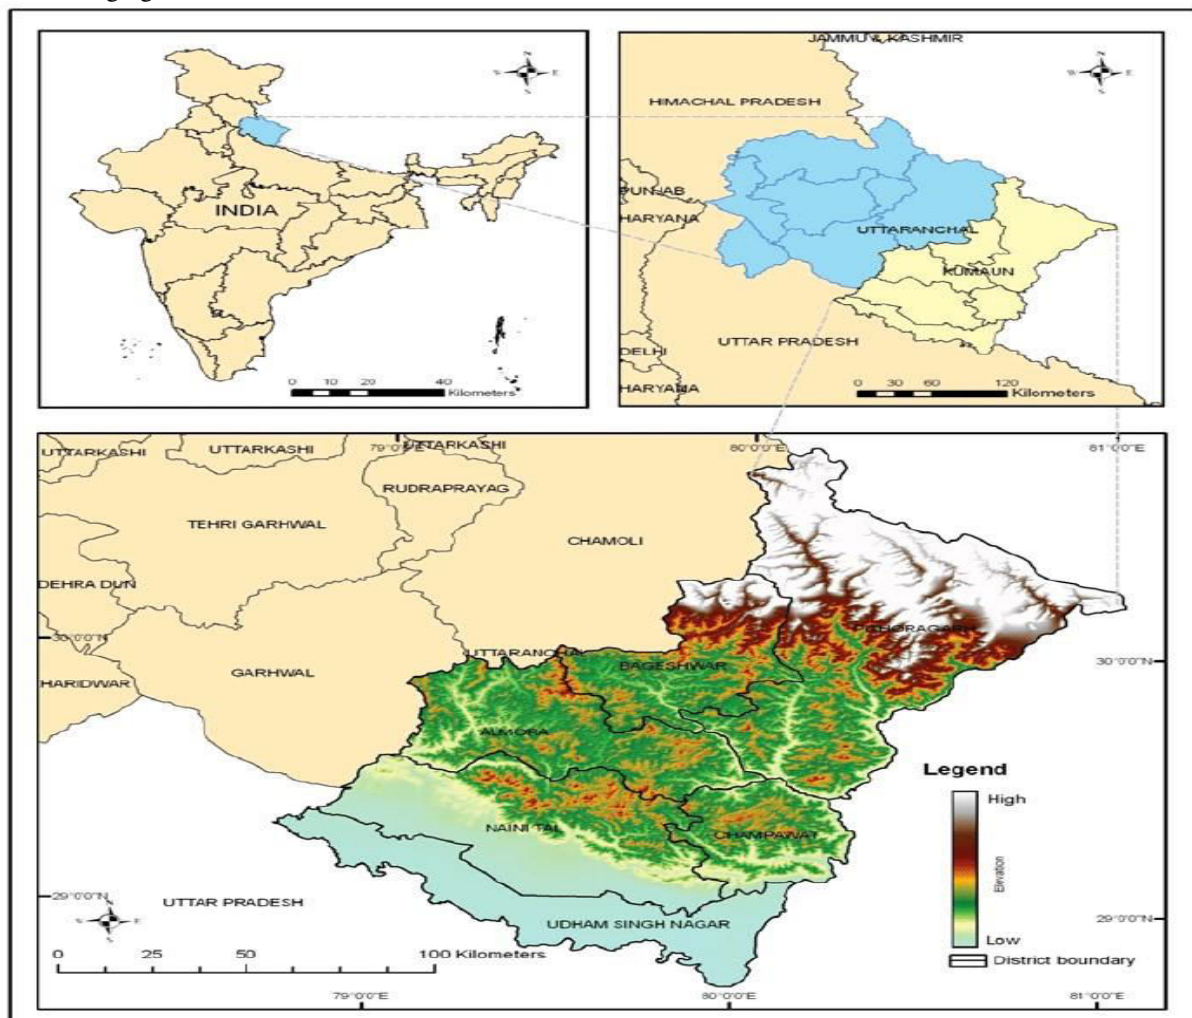 N
W E
S
INDIA
0 10 20 40
Kilometers
JAMMU & KASHMIR
N
W E
S
HIMACHAL PRADESH
PUNJAB
HARYANA
UTTARANCHAL
KUMAUN
UTTAR PRADESH
DELHI
HARYANA
0 30 60 120
Kilometers
79°0'0"E 80°0'0"E 81°0'0"E
UTTARKASHI UTTARKASHI UTTARKASHI
RUDRAPRAYAG
TEHRI GARHWAL
CHAMOLI
DEHRA DUN
PITHORAGARH
30°0'0"N
UTTARANCHAL
BAGESHWAR
30°0'0"N
GARHWAL
HARIDWAR
ALMORA
Legend
High
NAINI TAL
CHAMPAWAT
Elevation
29°0'0"N
UTTAR PRADESH
N
W E
S
UDHAM SINGH NAGAR
29°0'0"N
Low
District boundary
0 25 50 100 Kilometers
79°0'0"E 80°0'0"E 81°0'0"E